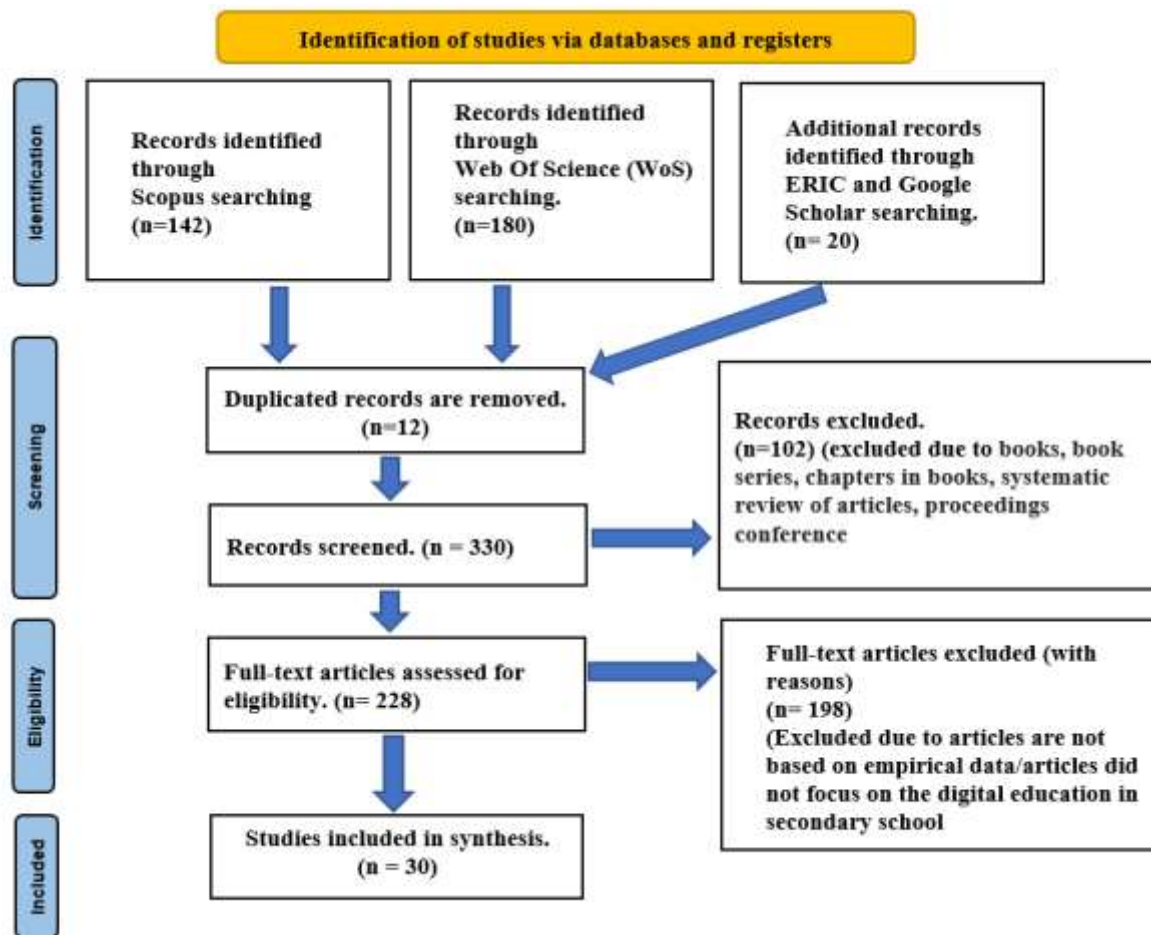 Identification of studies via databases and registers
Identification
Records identified
through
Scopus searching
(n=142)
Records identified
through
Web Of Science (WoS)
searching.
(n=180)
Additional records
identified through
ERIC and Google
Scholar searching.
(n= 20)
Screening
Duplicated records are removed.
(n=12)
Records excluded.
(n=102) (excluded due to books, book
series, chapters in books, systematic
review of articles, proceedings
conference
Records screened. (n = 330)
Eligibility
Full-text articles assessed for
eligibility. (n= 228)
Full-text articles excluded (with
reasons)
(n= 198)
(Excluded due to articles are not
based on empirical data/articles did
not focus on the digital education in
secondary school
Included
Studies included in synthesis.
(n = 30)